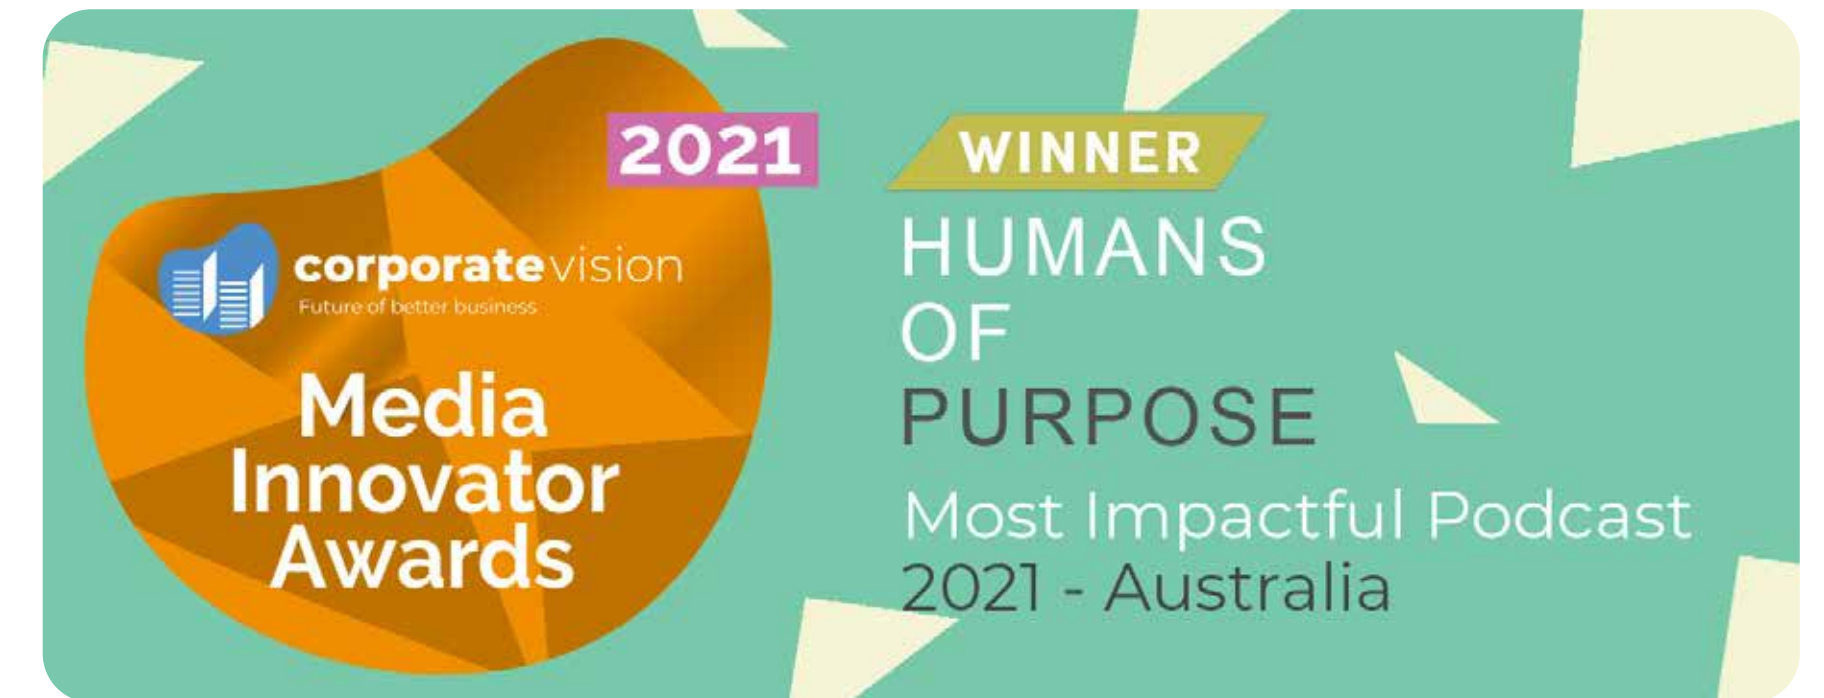 2021
corporatevision
Future of better business
Media
Innovator
Awards
WINNER
HUMANS
OF
PURPOSE
Most Impactful Podcast
2021 - Australia